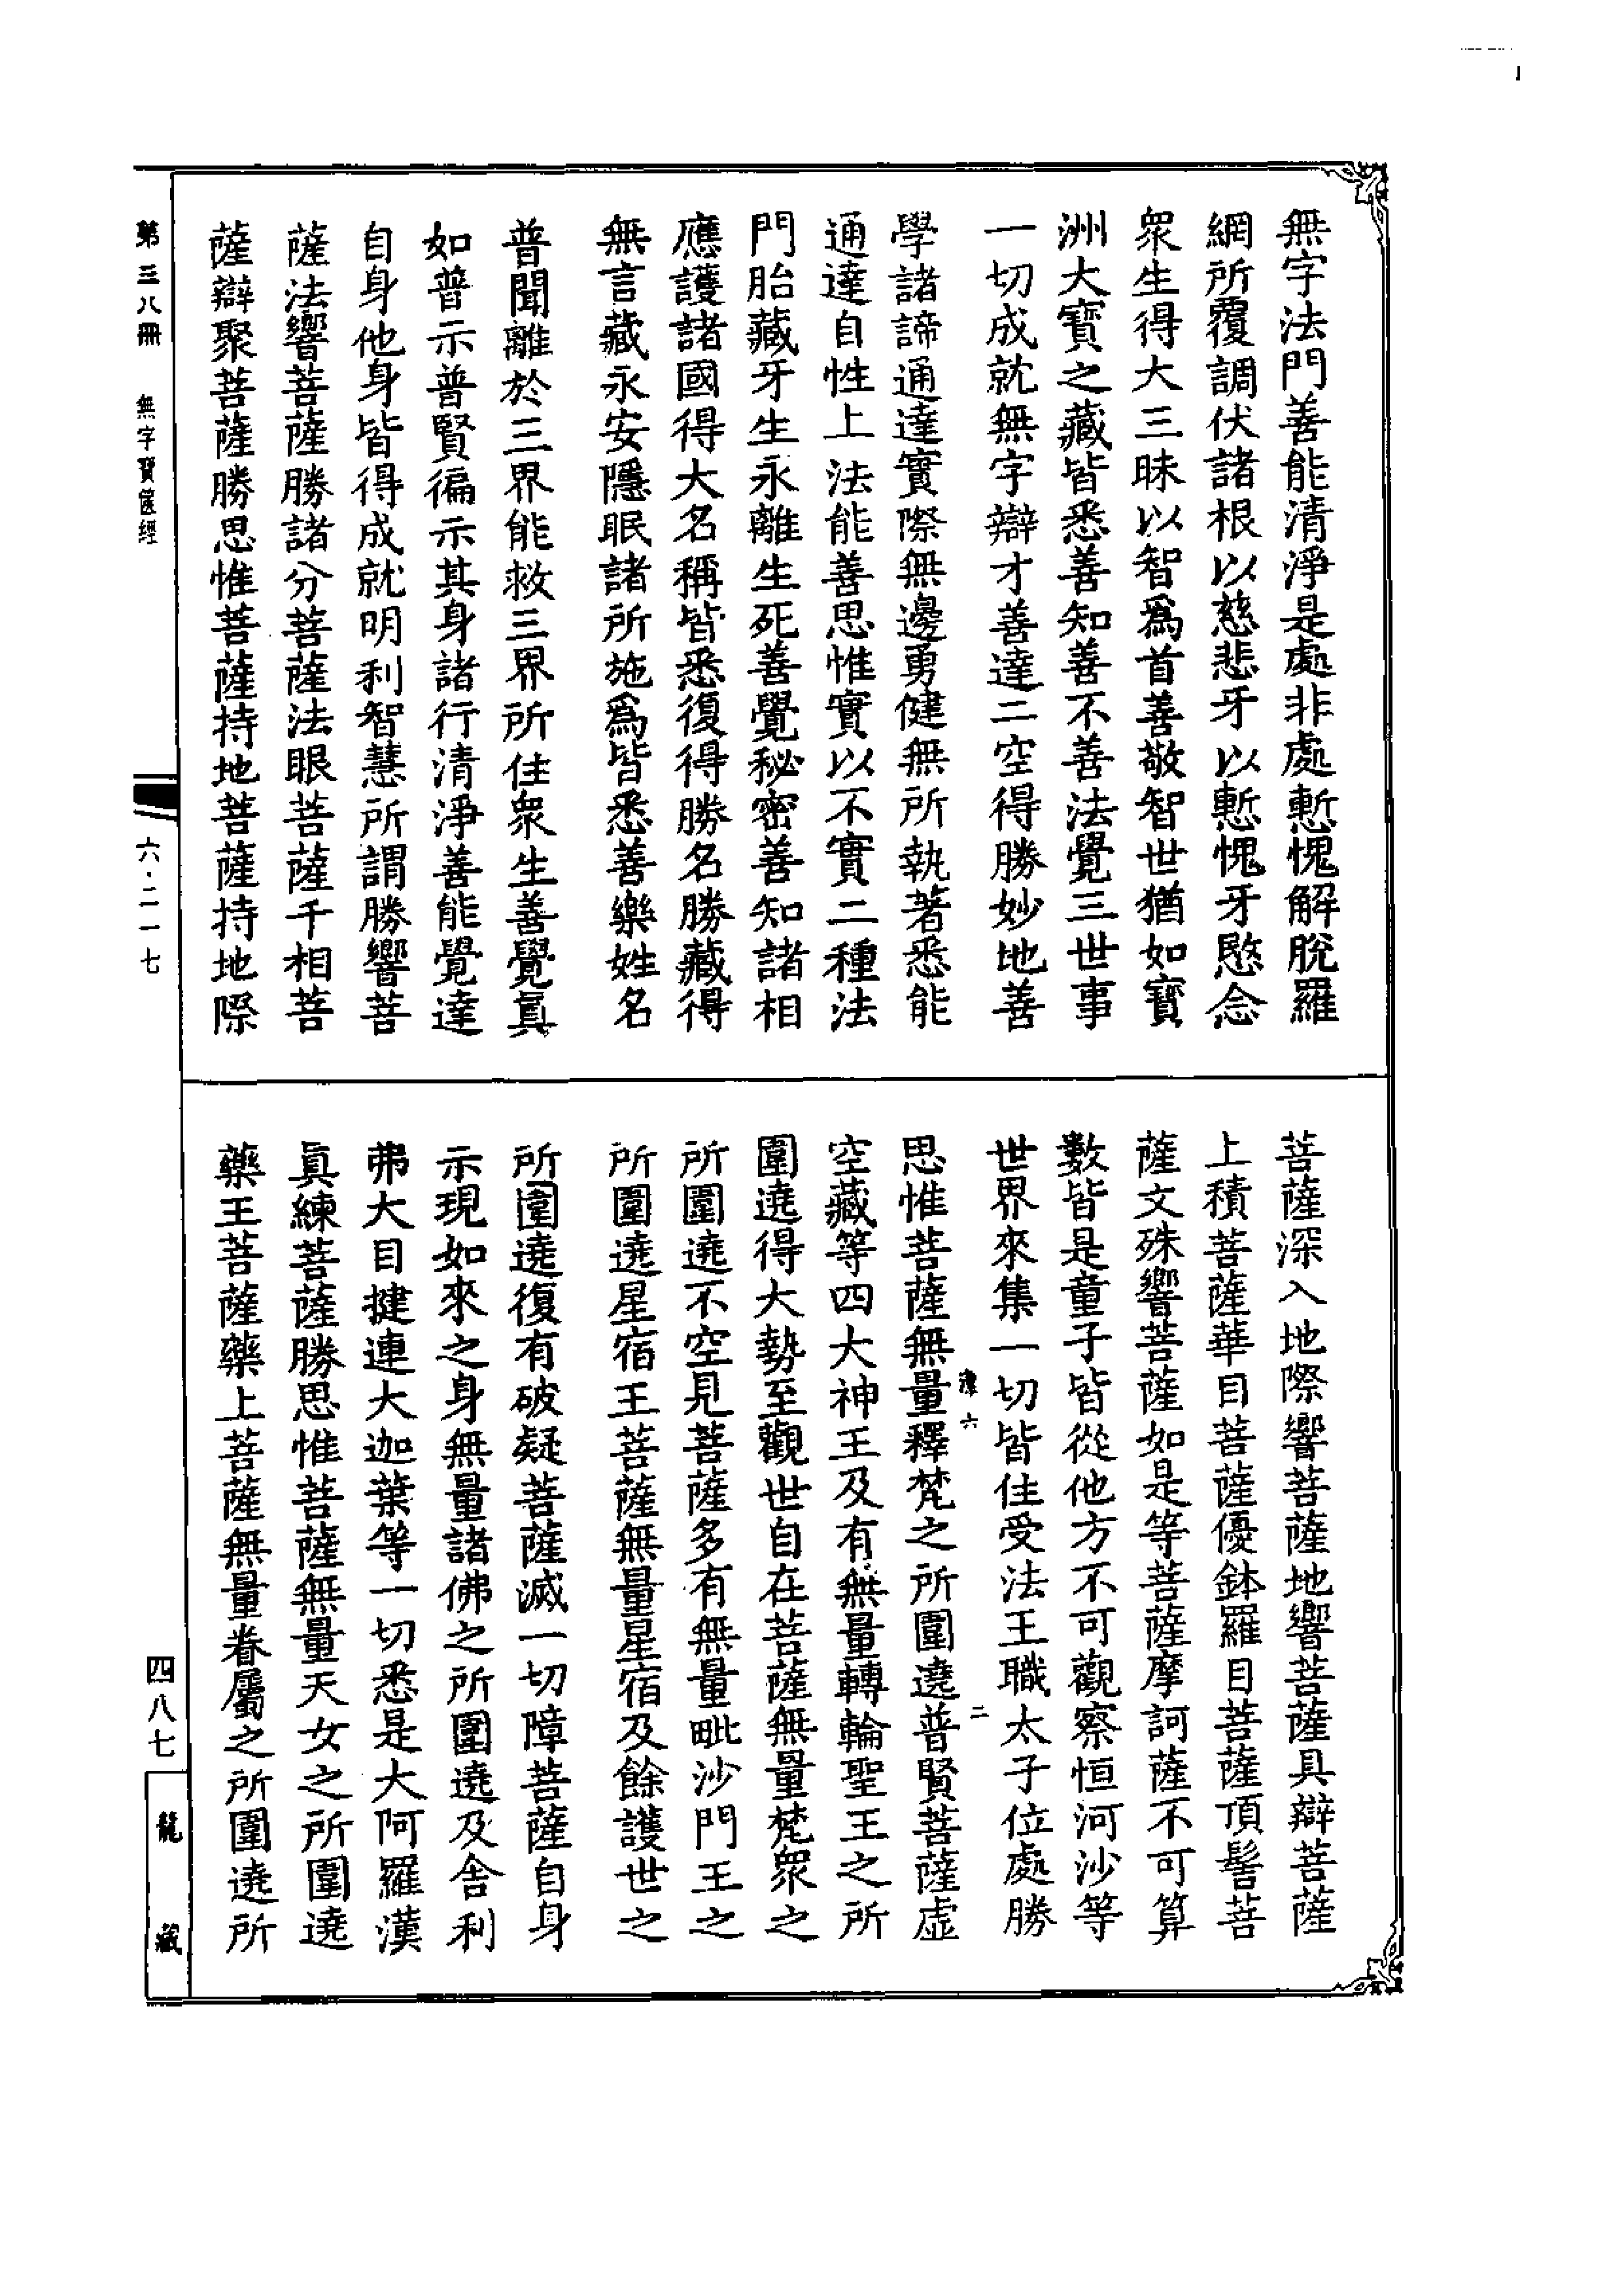 無字法門善能清淨是處非處慙愧解脫羅
網所覆調伏諸根以慈悲牙以慙愧牙愍念
衆生得大三昧以智爲首善敬智世猶如寶
洲大寶之藏皆悉善知善不善法覺三世事
一切成就無字辯才善達二空得勝妙地善
學諸諦通達實際無邊勇健無所執著悉能
通達自性上法能善思惟實以不實二種法
門胎藏牙生永離生死善覺秘密善知諸相
應護諸國得大名稱皆悉復得勝名勝藏得
無言藏永安隱眠諸所施爲皆悉善樂姓名
普聞離於三界能救三界所住衆生善覺眞
如普示普賢徧示其身諸行清淨善能覺達
自身他身皆得成就明利智慧所謂勝響菩
薩法響菩薩勝諸分菩薩法眼菩薩千相菩
薩辯聚菩薩勝思惟菩薩持地菩薩持地際
菩薩深入地際響菩薩地響菩薩具辯菩薩
上積菩薩華目菩薩優鉢羅目菩薩頂髻菩
薩文殊響菩薩如是等菩薩摩訶薩不可算
數皆是童子皆從他方不可觀察恒河沙等
世界來集一切皆住受法王職太子位處勝
思惟菩薩無量釋梵之所圍遶普賢菩薩虛
空藏等四大神王及有無量轉輪聖王之所
圍遶得大勢至觀世自在菩薩無量梵衆之
所圍遶不空見菩薩多有無量毗沙門王之
所圍遶星宿王菩薩無量星宿及餘護世之
所圍遶復有破疑菩薩滅一切障菩薩自身
示現如來之身無量諸佛之所圍遶及舍利
弗大目揵連大迦葉等一切悉是大阿羅漢
眞練菩薩勝思惟菩薩無量天女之所圍遶
藥王菩薩藥上菩薩無量眷屬之所圍遶所
六 二
第三八冊 無字寶篋經
六·二一七
四八七
龍藏